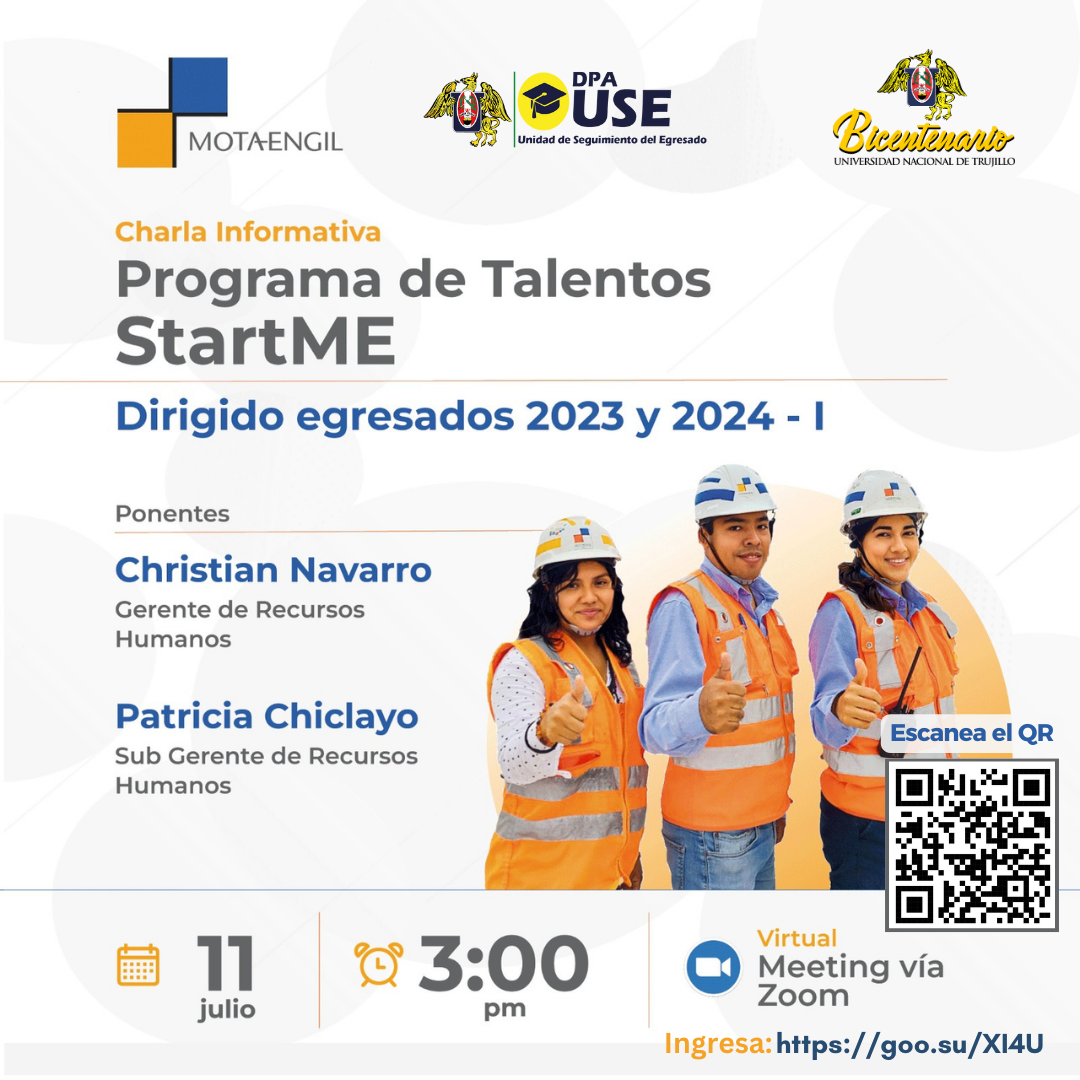 MOTAENGIL
DPA
USE
Unidad de Seguimiento del Egresado
Bicentenario
UNIVERSIDAD NACIONAL DE TRUJILLO
Charla Informativa
Programa de Talentos
StartME
Dirigido egresados 2023 y 2024 - I
Ponentes
Christian Navarro
Gerente de Recursos
Humanos
Patricia Chiclayo
Sub Gerente de Recursos
Humanos
Escanea el QR
11
julio
3:00
pm
Virtual
Meeting vía
Zoom
Ingresa: https://goo.su/XI4U